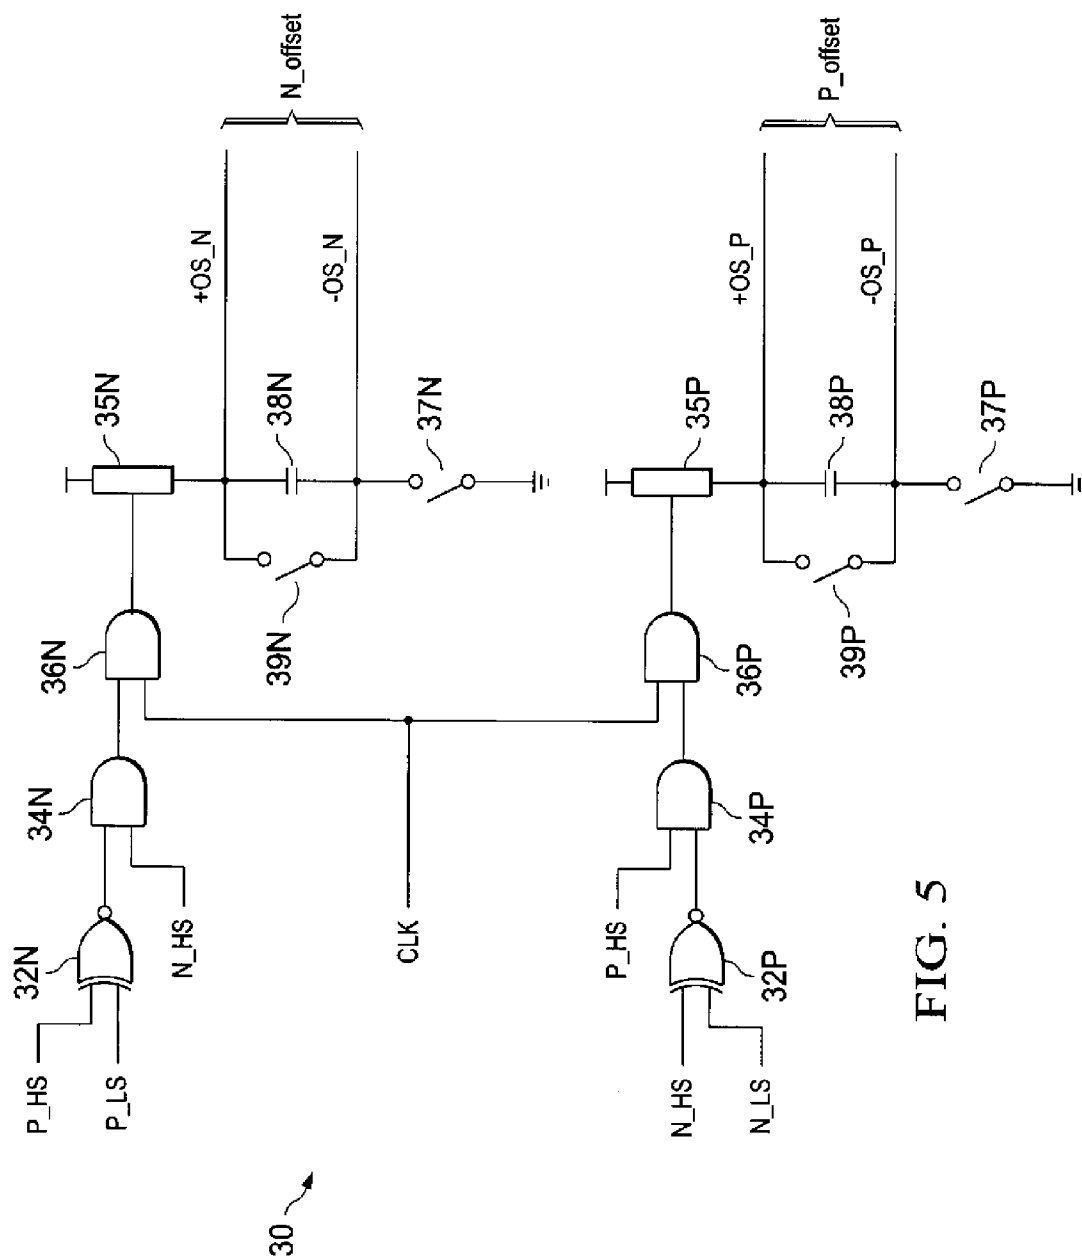 30
P_HS
P_LS
32N
N_HS
34N
36N
35N
39N
38N
37N
+OS_N
-OS_N
N_offset
CLK
N_HS
N_LS
32P
P_HS
34P
36P
35P
39P
38P
37P
+OS_P
-OS_P
P_offset
FIG. 5